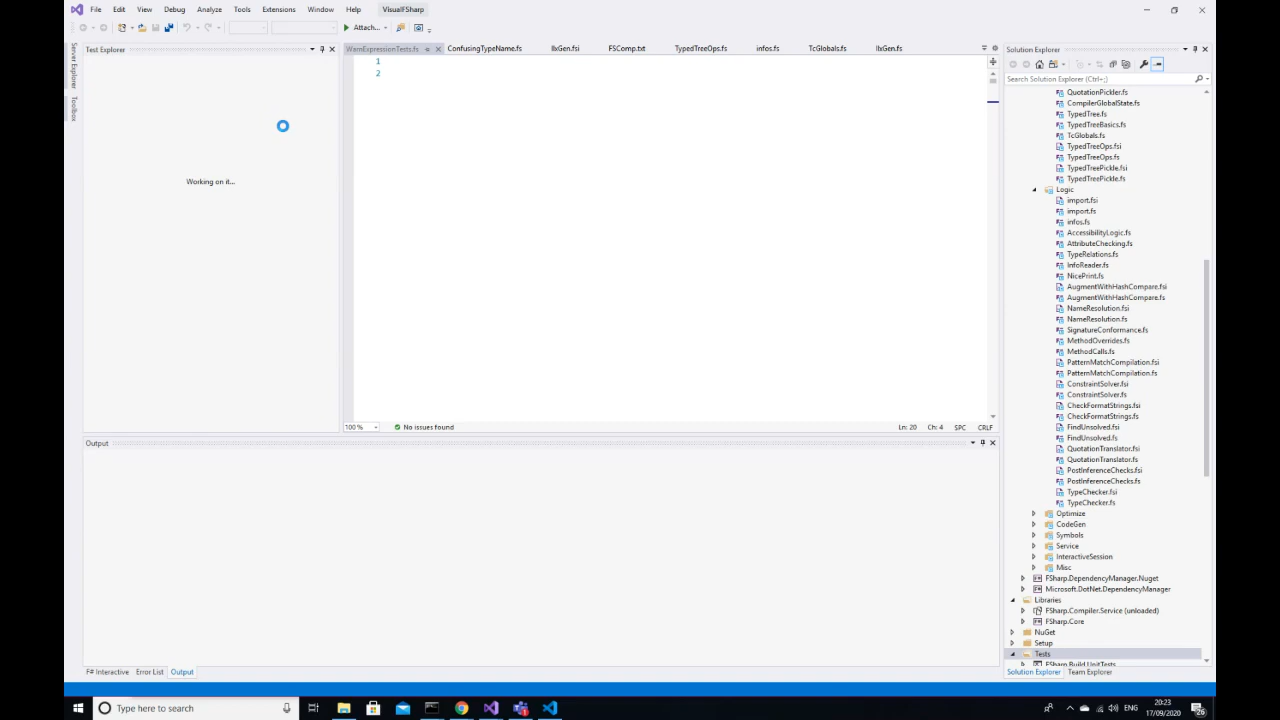 File Edit View Debug Analyze Tools Extensions Window Help VisualFSharp
Attach...
Server Explorer
Toolbox
Test Explorer
Working on it...
WarnExpressionTests.fs ConfusingTypeName.fs IlxGen.fsi FSComp.txt TypedTreeOps.fs infos.fs TcGlobals.fs IlxGen.fs
1
2
100 % No issues found Ln: 20 Ch: 4 SPC CRLF
Output
F# Interactive Error List Output
Solution Explorer
Search Solution Explorer (Ctrl+;)
QuotationPickler.fs
CompilerGlobalState.fs
TypedTree.fs
TypedTreeBasics.fs
TcGlobals.fs
TypedTreeOps.fsi
TypedTreeOps.fs
TypedTreePickle.fsi
TypedTreePickle.fs
Logic
import.fsi
import.fs
infos.fs
AccessibilityLogic.fs
AttributeChecking.fs
TypeRelations.fs
InfoReader.fs
NicePrint.fs
AugmentWithHashCompare.fsi
AugmentWithHashCompare.fs
NameResolution.fsi
NameResolution.fs
SignatureConformance.fs
MethodOverrides.fs
MethodCalls.fs
PatternMatchCompilation.fsi
PatternMatchCompilation.fs
ConstraintSolver.fsi
ConstraintSolver.fs
CheckFormatStrings.fsi
CheckFormatStrings.fs
FindUnsolved.fsi
FindUnsolved.fs
QuotationTranslator.fsi
QuotationTranslator.fs
PostInferenceChecks.fsi
PostInferenceChecks.fs
TypeChecker.fsi
TypeChecker.fs
Optimize
CodeGen
Symbols
Service
InteractiveSession
Misc
FSharp.DependencyManager.Nuget
Microsoft.DotNet.DependencyManager
Libraries
FSharp.Compiler.Service (unloaded)
FSharp.Core
NuGet
Setup
Tests
FSharp.Build.UnitTests
Solution Explorer Team Explorer
Type here to search
ENG
20:23
17/09/2020
26